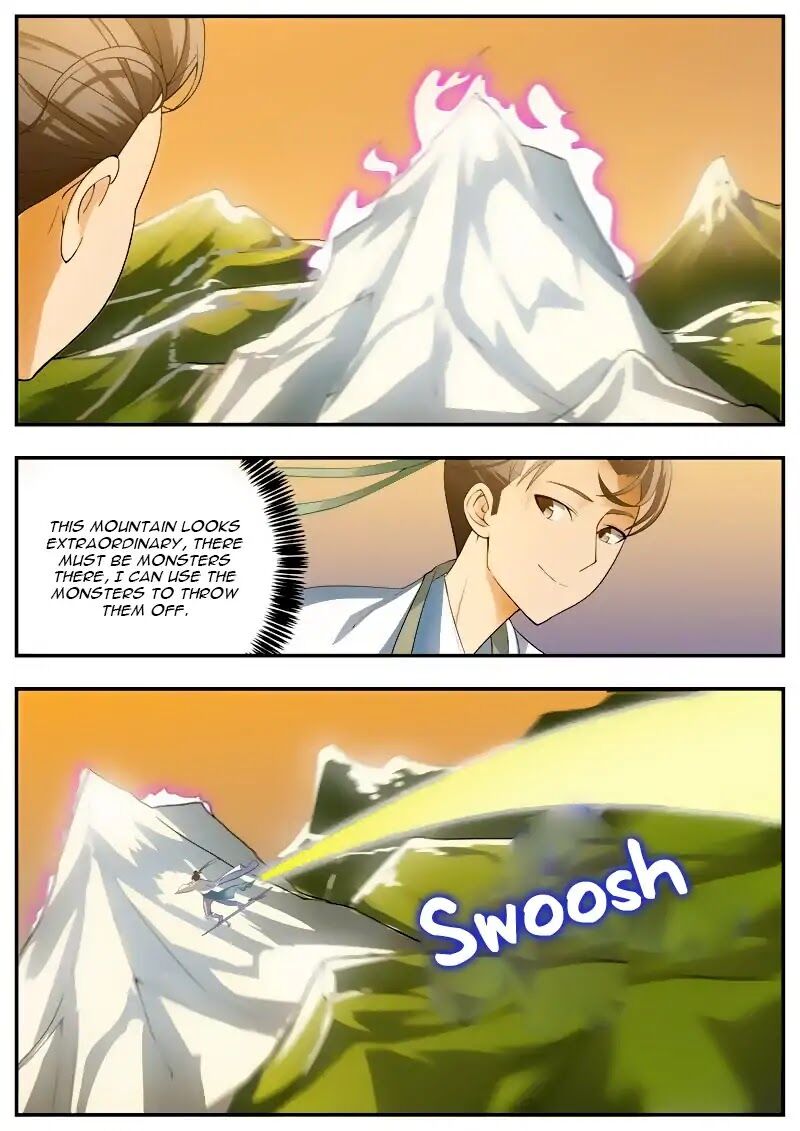 THIS MOUNTAIN LOOKS
EXTRAORDINARY, THERE
MUST BE MONSTERS
THERE, I CAN USE THE
MONSTERS TO THROW
THEM OFF.
SWOOSH